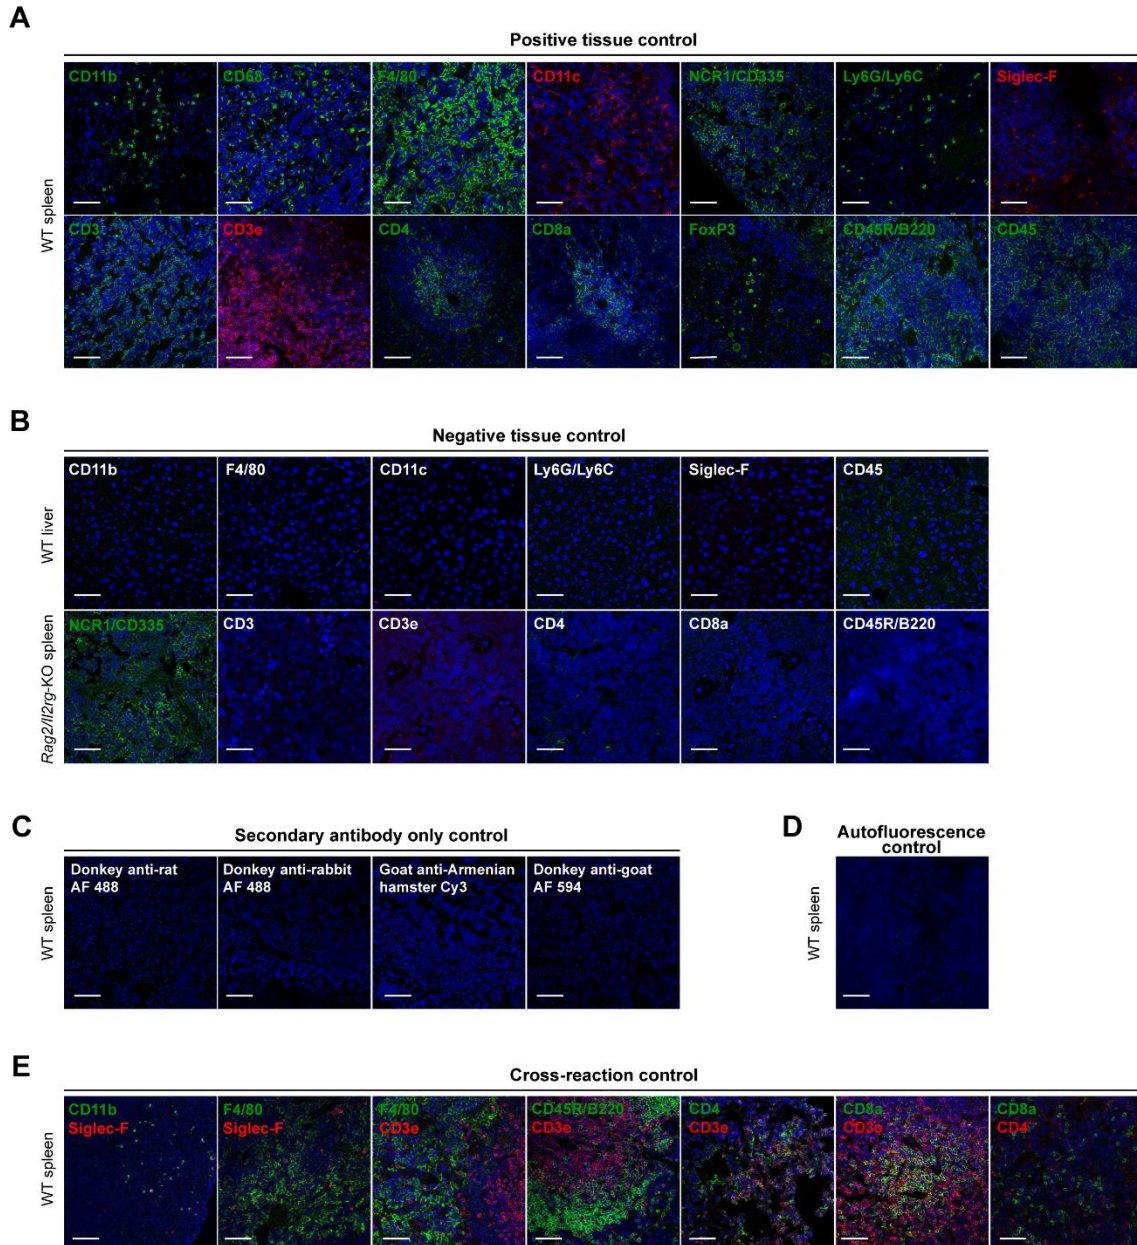 A
Positive tissue control
WT spleen
CD11b
CD68
F4/80
CD11c
NCR1/CD335
Ly6G/Ly6C
Siglec-F
CD3
CD3e
CD4
CD8a
FoxP3
CD45R/B220
CD45
B
Negative tissue control
WT liver
CD11b
F4/80
CD11c
Ly6G/Ly6C
Siglec-F
CD45
Rag2/Il2rg-KO spleen
NCR1/CD335
CD3
CD3e
CD4
CD8a
CD45R/B220
C
Secondary antibody only control
WT spleen
Donkey anti-rat
AF 488
Donkey anti-rabbit
AF 488
Goat anti-Armenian
hamster Cy3
Donkey anti-goat
AF 594
D
Autofluorescence
control
WT spleen
E
Cross-reaction control
WT spleen
CD11b
Siglec-F
F4/80
Siglec-F
F4/80
CD3e
CD45R/B220
CD3e
CD4
CD3e
CD8a
CD3e
CD8a
CD4